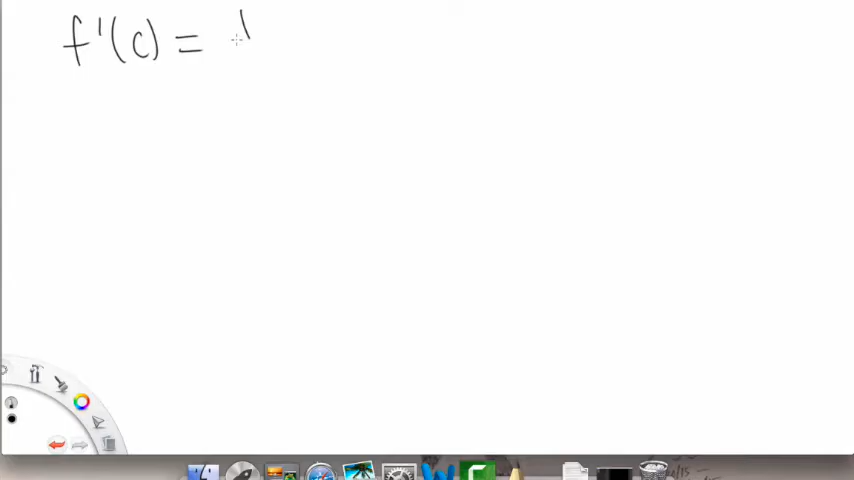 f'(c) =